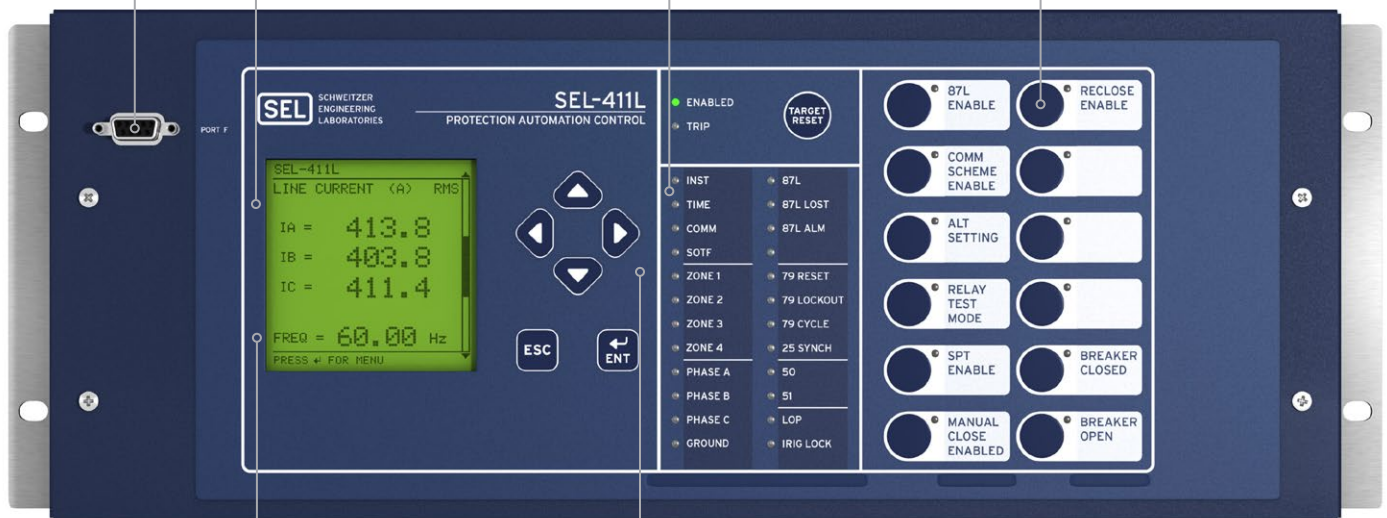 PORT F
SEL
SCHWEITZER
ENGINEERING
LABORATORIES
SEL-411L
PROTECTION AUTOMATION CONTROL
SEL-411L
LINE CURRENT (A) RMS
IA = 413.8
IB = 403.8
IC = 411.4
FREQ = 60.00 Hz
PRESS ↵ FOR MENU
ESC
ENT
ENABLED
TRIP
TARGET
RESET
INST
TIME
COMM
SOTF
ZONE 1
ZONE 2
ZONE 3
ZONE 4
PHASE A
PHASE B
PHASE C
GROUND
87L
87L LOST
87L ALM
79 RESET
79 LOCKOUT
79 CYCLE
25 SYNCH
50
51
LOP
IRIG LOCK
87L
ENABLE
COMM
SCHEME
ENABLE
ALT
SETTING
RELAY
TEST
MODE
SPT
ENABLE
MANUAL
CLOSE
ENABLED
RECLOSE
ENABLE
BREAKER
CLOSED
BREAKER
OPEN